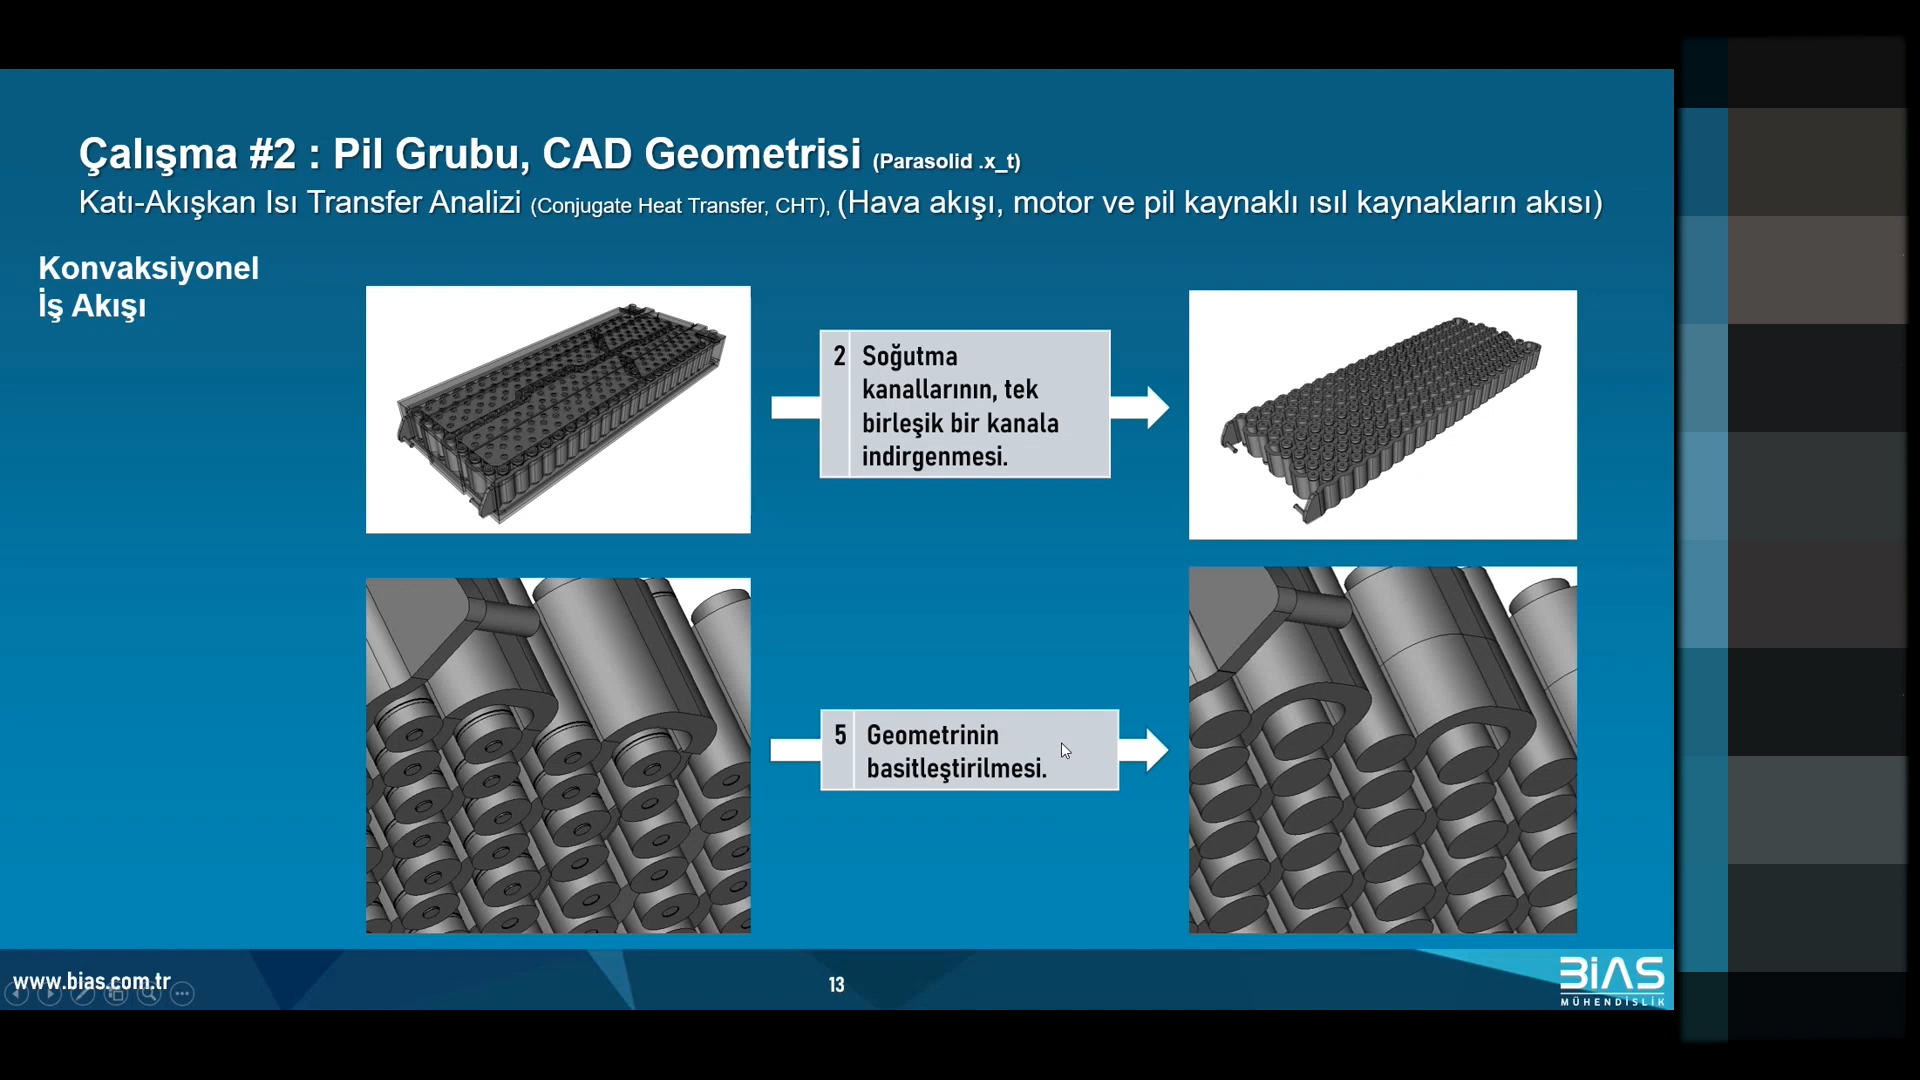 Çalışma #2 : Pil Grubu, CAD Geometrisi (Parasolid .x_t)
Katı-Akışkan Isı Transfer Analizi (Conjugate Heat Transfer, CHT), (Hava akışı, motor ve pil kaynaklı ısıl kaynakların akısı)
Konvaksiyonel
İş Akışı
2 Soğutma
kanallarının, tek
birleşik bir kanala
indirgenmesi.
5 Geometrinin
basitleştirilmesi.
www.bias.com.tr
13
BİAS
MÜHENDİSLİK